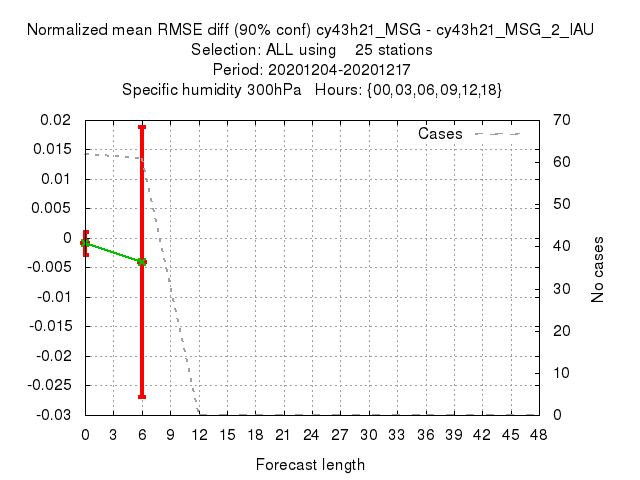 Normalized mean RMSE diff (90% conf) cy43h21_MSG - cy43h21_MSG_2_IAU
Selection: ALL using    25 stations
Period: 20201204-20201217
Specific humidity 300hPa   Hours: {00,03,06,09,12,18}
Cases
0.02
0.015
0.01
0.005
0
-0.005
-0.01
-0.015
-0.02
-0.025
-0.03
70
60
50
40
30
20
10
0
No cases
0 3 6 9 12 15 18 21 24 27 30 33 36 39 42 45 48
Forecast length